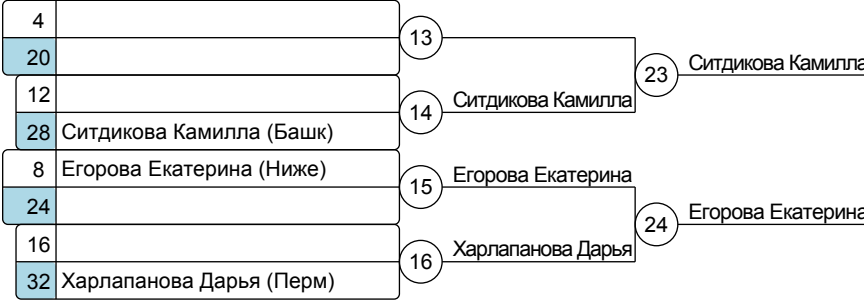 4
20
13
12
28 Ситдикова Камилла (Башк)
14 Ситдикова Камилла
23 Ситдикова Камилла
8 Егорова Екатерина (Ниже)
24
15 Егорова Екатерина
16
32 Харлапанова Дарья (Перм)
16 Харлапанова Дарья
24 Егорова Екатерина